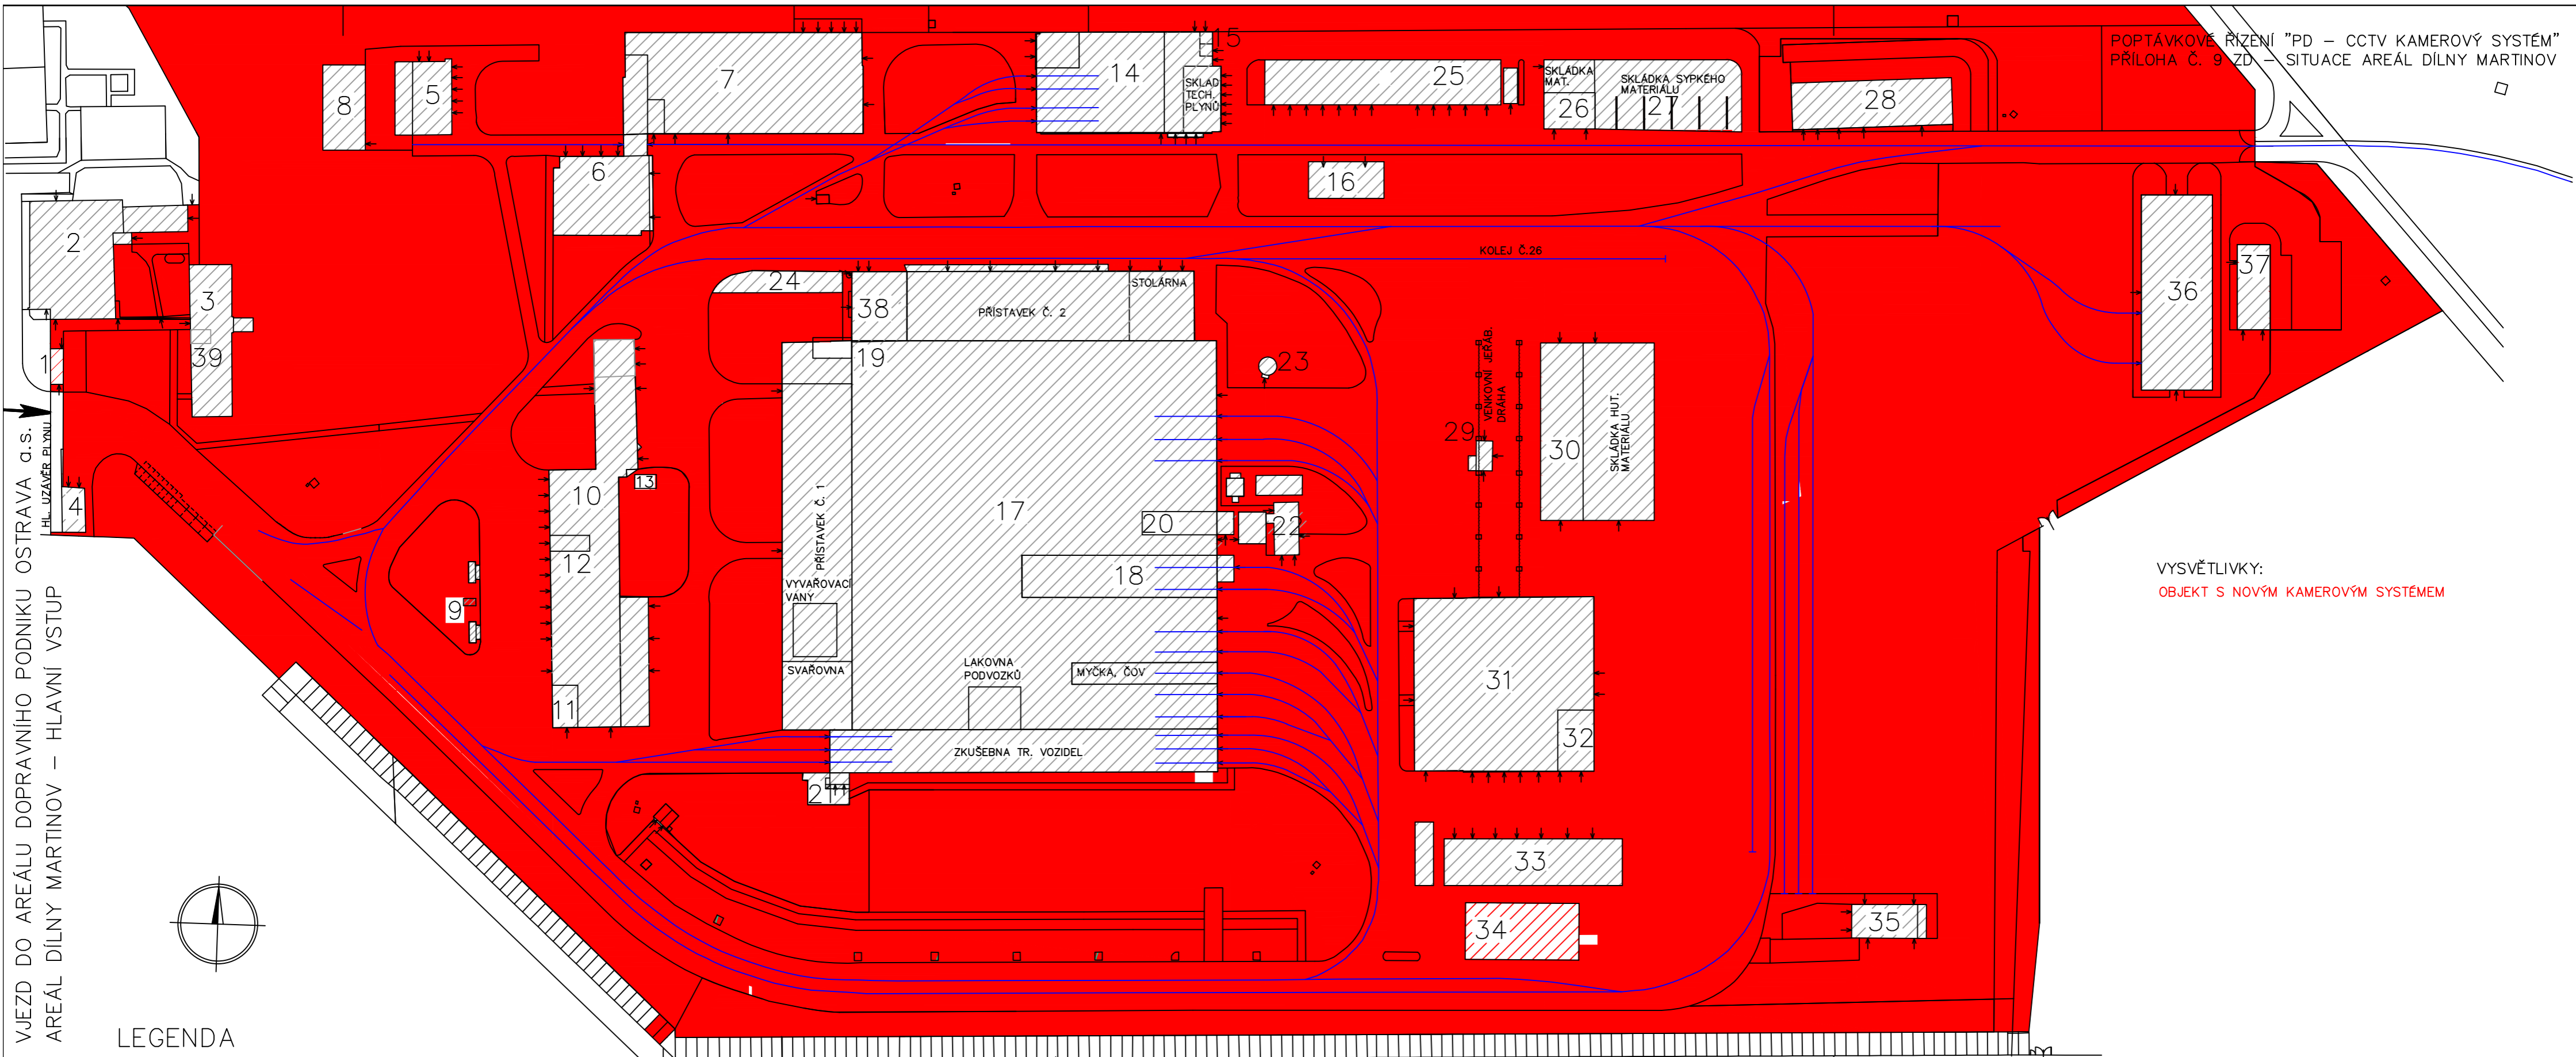 POPTÁVKOVÉ ŘÍZENÍ "PD – CCTV KAMEROVÝ SYSTÉM"
PŘÍLOHA Č. 9 ZD – SITUACE AREÁL DÍLNY MARTINOV
8
5
7
14
15
SKLAD
TECH.
PLYNŮ
25
SKLÁDKA
MAT.
26
SKLÁDKA SYPKÉHO
MATERIÁLU
27
28
6
16
2
3
39
1
4
KOLEJ Č.26
36
37
24
38
PŘÍSTAVEK Č. 2
STOLÁRNA
19
23
VENKOVNÍ JEŘÁB.
DRÁHA
29
30
SKLÁDKA HUT.
MATERIÁLU
HL. UZÁVĚR PLYNU
10
13
12
11
9
PŘÍSTAVEK Č. 1
17
20
22
18
VYVAŘOVACÍ
VANY
SVAŘOVNA
LAKOVNA
PODVOZKŮ
MYČKA, ČOV
ZKUŠEBNA TR. VOZIDEL
21
31
32
33
34
35
VYSVĚTLIVKY:
OBJEKT S NOVÝM KAMEROVÝM SYSTÉMEM
VJEZD DO AREÁLU DOPRAVNÍHO PODNIKU OSTRAVA a.s.
AREÁL DÍLNY MARTINOV – HLAVNÍ VSTUP
LEGENDA